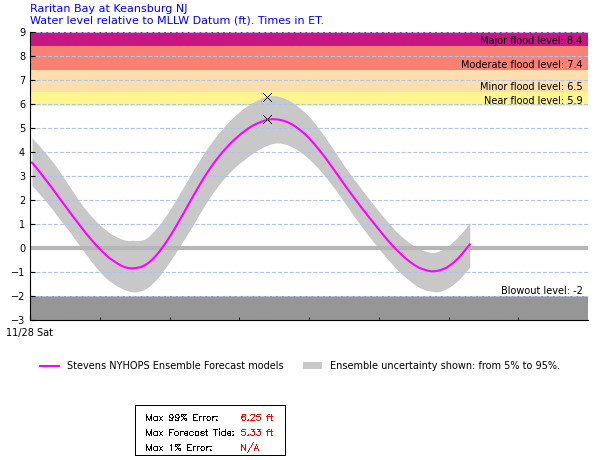 Raritan Bay at Keansburg NJ
Water level relative to MLLW Datum (ft). Times in ET.
9
8
7
6
5
4
3
2
1
0
−1
−2
−3
Major flood level: 8.4
Moderate flood level: 7.4
Minor flood level: 6.5
Near flood level: 5.9
Blowout level: -2
11/28 Sat
Stevens NYHOPS Ensemble Forecast models
Ensemble uncertainty shown: from 5% to 95%.
Max 99% Error: 6.25 ft
Max Forecast Tide: 5.33 ft
Max 1% Error: N/A